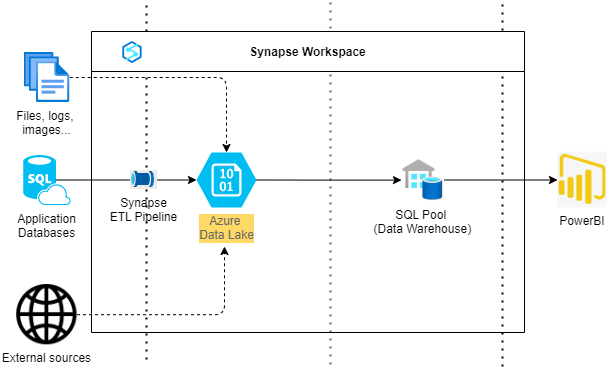 Synapse Workspace
Files, logs,
images...
SQL
Application
Databases
Synapse
ETL Pipeline
10
01
Azure
Data Lake
SQL Pool
(Data Warehouse)
PowerBI
External sources